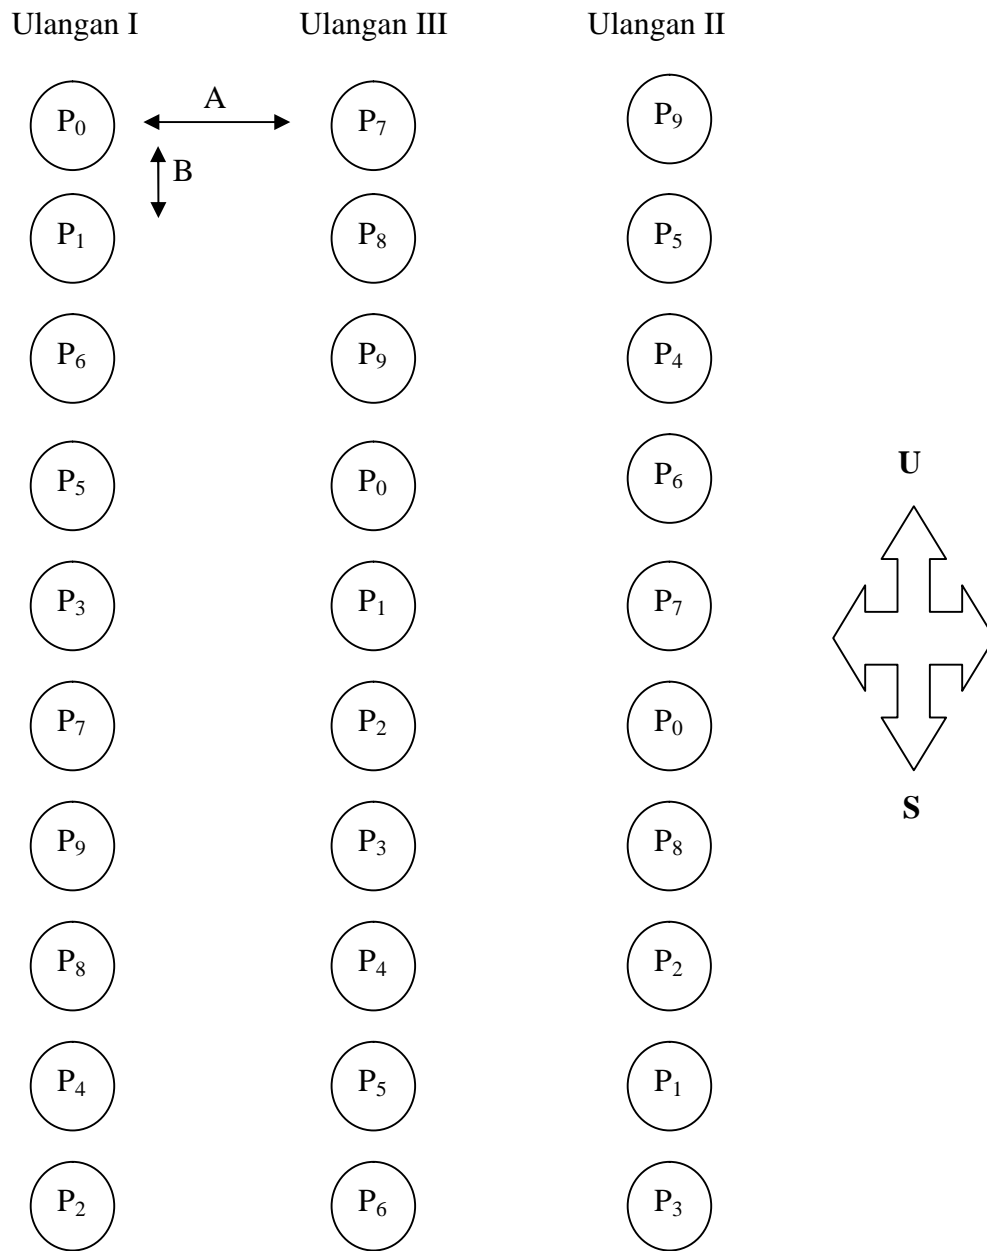 Ulangan I Ulangan III Ulangan II
P0 A P7 P9
B
P1 P8 P5
P6 P9 P4
U
P5 P0 P6
P3 P1 P7
P7 P2 P0
S
P9 P3 P8
P8 P4 P2
P4 P5 P1
P2 P6 P3